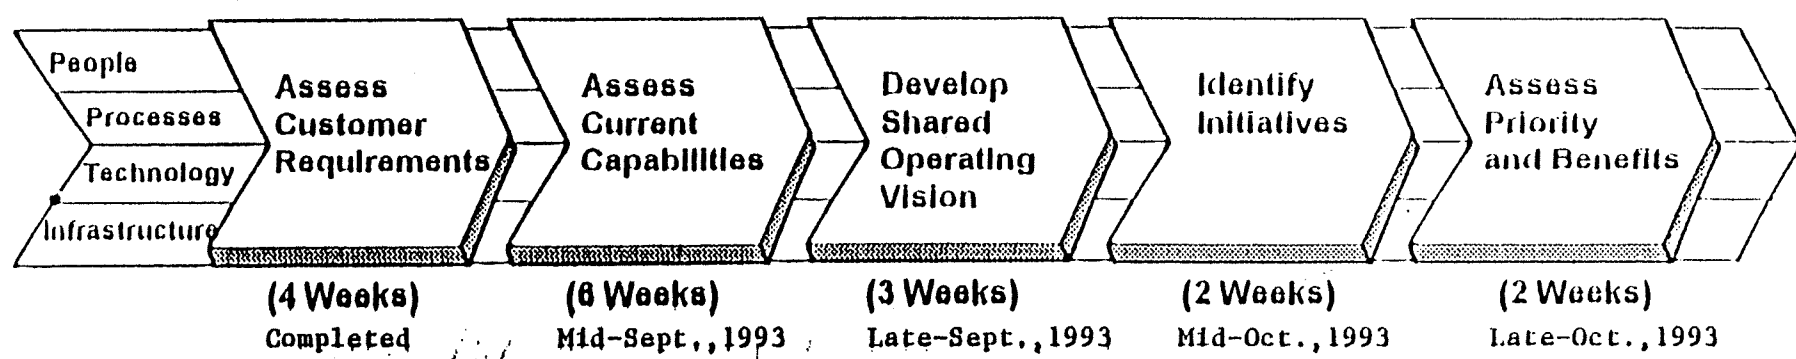 People
Processes
Technology
Infrastructure
Assess
Customer
Requirements
(4 Weeks)
Completed
Assess
Current
Capabilities
(6 Weeks)
Mid-Sept.,1993
Develop
Shared
Operating
Vision
(3 Weeks)
Late-Sept.,1993
Identify
Initiatives
(2 Weeks)
Mid-Oct.,1993
Assess
Priority
and Benefits
(2 Weeks)
Late-Oct.,1993